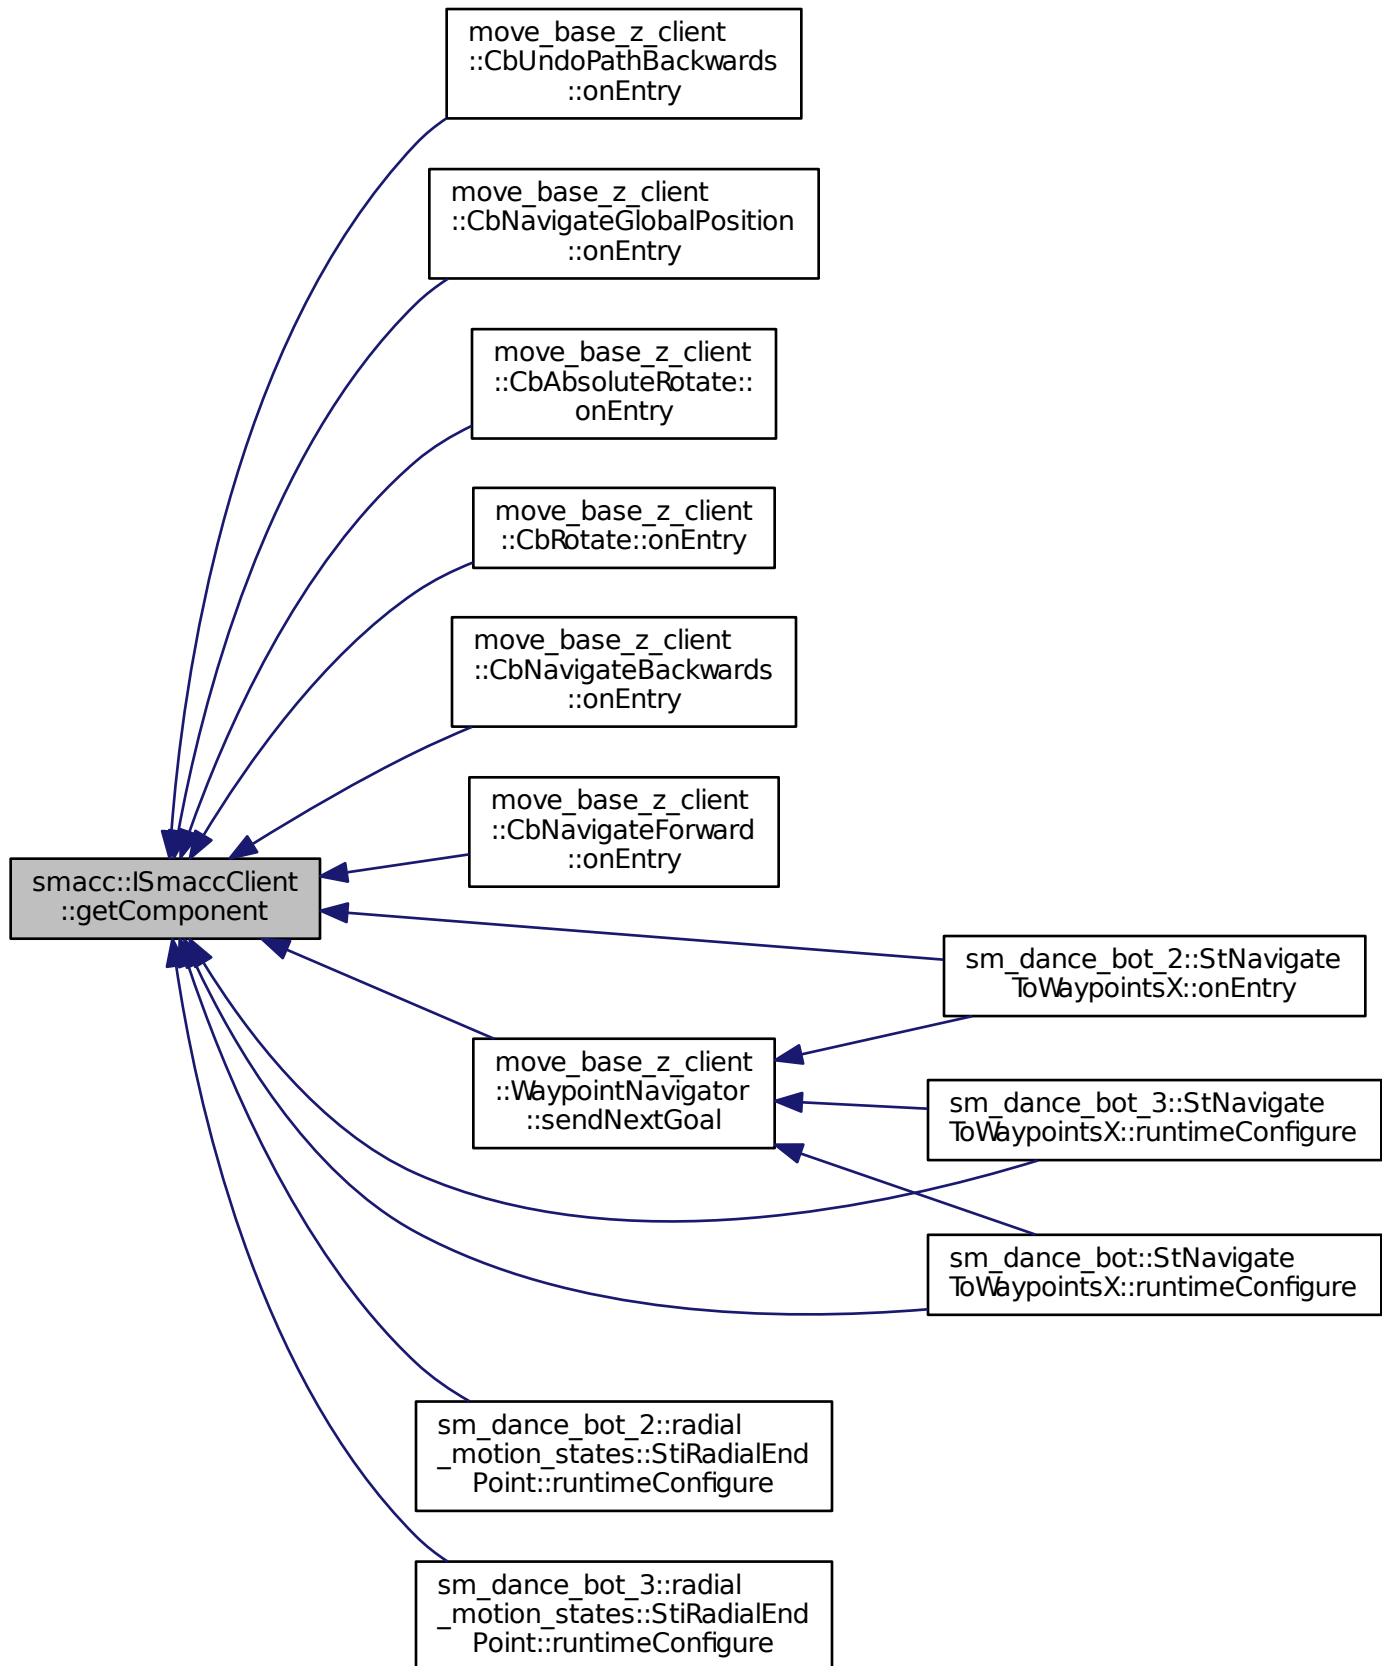 move_base_z_client
::CbUndoPathBackwards
::onEntry
move_base_z_client
::CbNavigateGlobalPosition
::onEntry
move_base_z_client
::CbAbsoluteRotate::
onEntry
move_base_z_client
::CbRotate::onEntry
move_base_z_client
::CbNavigateBackwards
::onEntry
move_base_z_client
::CbNavigateForward
::onEntry
smacc::ISmaccClient
::getComponent
sm_dance_bot_2::StNavigate
ToWaypointsX::onEntry
move_base_z_client
::WaypointNavigator
::sendNextGoal
sm_dance_bot_3::StNavigate
ToWaypointsX::runtimeConfigure
sm_dance_bot::StNavigate
ToWaypointsX::runtimeConfigure
sm_dance_bot_2::radial
_motion_states::StiRadialEnd
Point::runtimeConfigure
sm_dance_bot_3::radial
_motion_states::StiRadialEnd
Point::runtimeConfigure